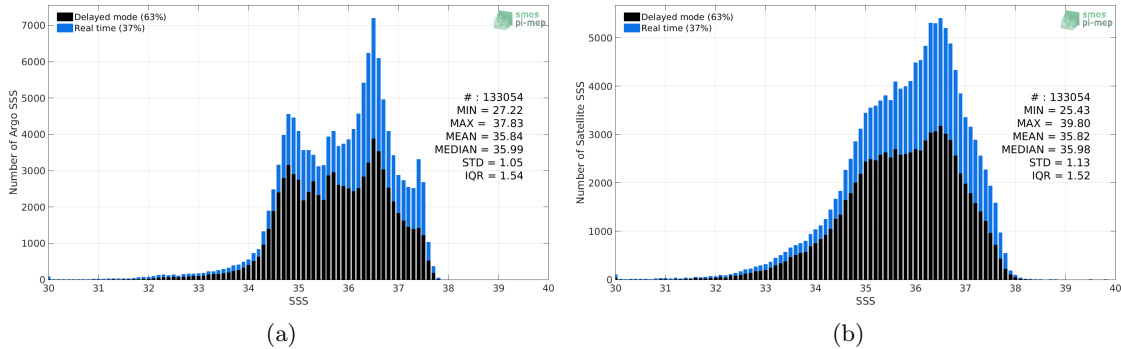 Delayed mode (63%)
Real time (37%)
smos
pi-mep
7000
6000
5000
4000
3000
2000
1000
0
Number of Argo SSS
# : 133054
MIN = 27.22
MAX = 37.83
MEAN = 35.84
MEDIAN = 35.99
STD = 1.05
IQR = 1.54
30 31 32 33 34 35 36 37 38 39 40
SSS
(a)
Delayed mode (63%)
Real time (37%)
smos
pi-mep
5000
4000
3000
2000
1000
0
Number of Satellite SSS
# : 133054
MIN = 25.43
MAX = 39.80
MEAN = 35.82
MEDIAN = 35.98
STD = 1.13
IQR = 1.52
30 31 32 33 34 35 36 37 38 39 40
SSS
(b)